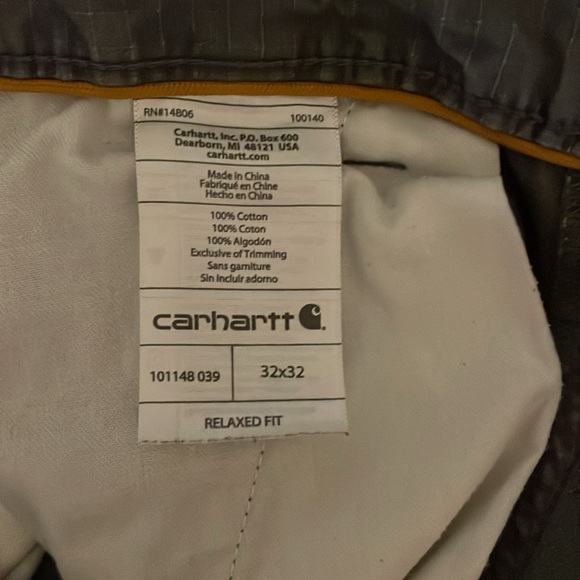 RN#14806 100140
Carhartt, Inc. P.O. Box 600
Dearborn, MI 48121 USA
carhartt.com
Made in China
Fabriqué en Chine
Hecho en China
100% Cotton
100% Coton
100% Algodón
Exclusive of Trimming
Sans garniture
Sin incluir adorno
carhartt
101148 039 32x32
RELAXED FIT